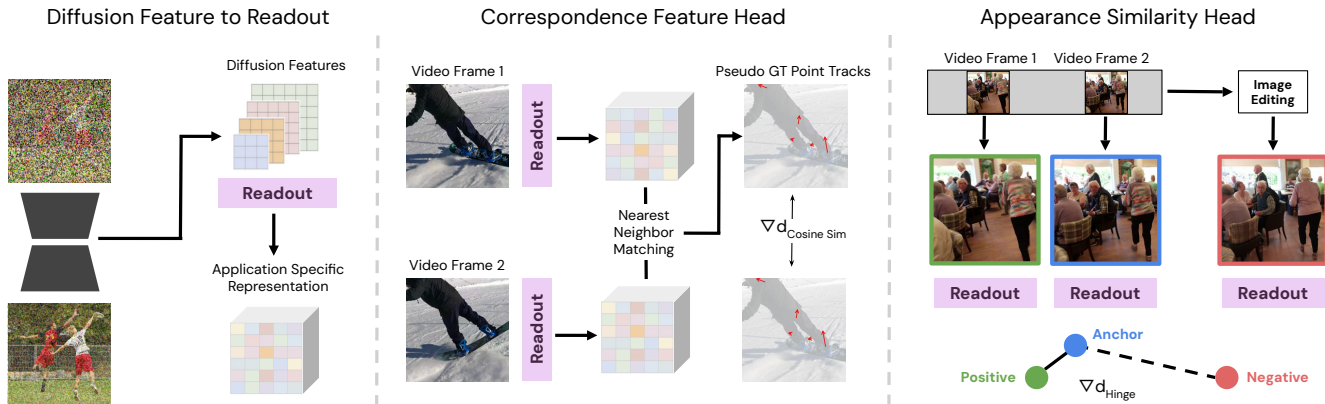 Diffusion Feature to Readout
Diffusion Features
Readout
Application Specific
Representation
Correspondence Feature Head
Video Frame 1
Readout
Pseudo GT Point Tracks
Nearest
Neighbor
Matching
∇d Cosine Sim
Video Frame 2
Readout
Appearance Similarity Head
Video Frame 1
Video Frame 2
Image
Editing
Readout
Readout
Readout
Anchor
Positive
∇d Hinge
Negative